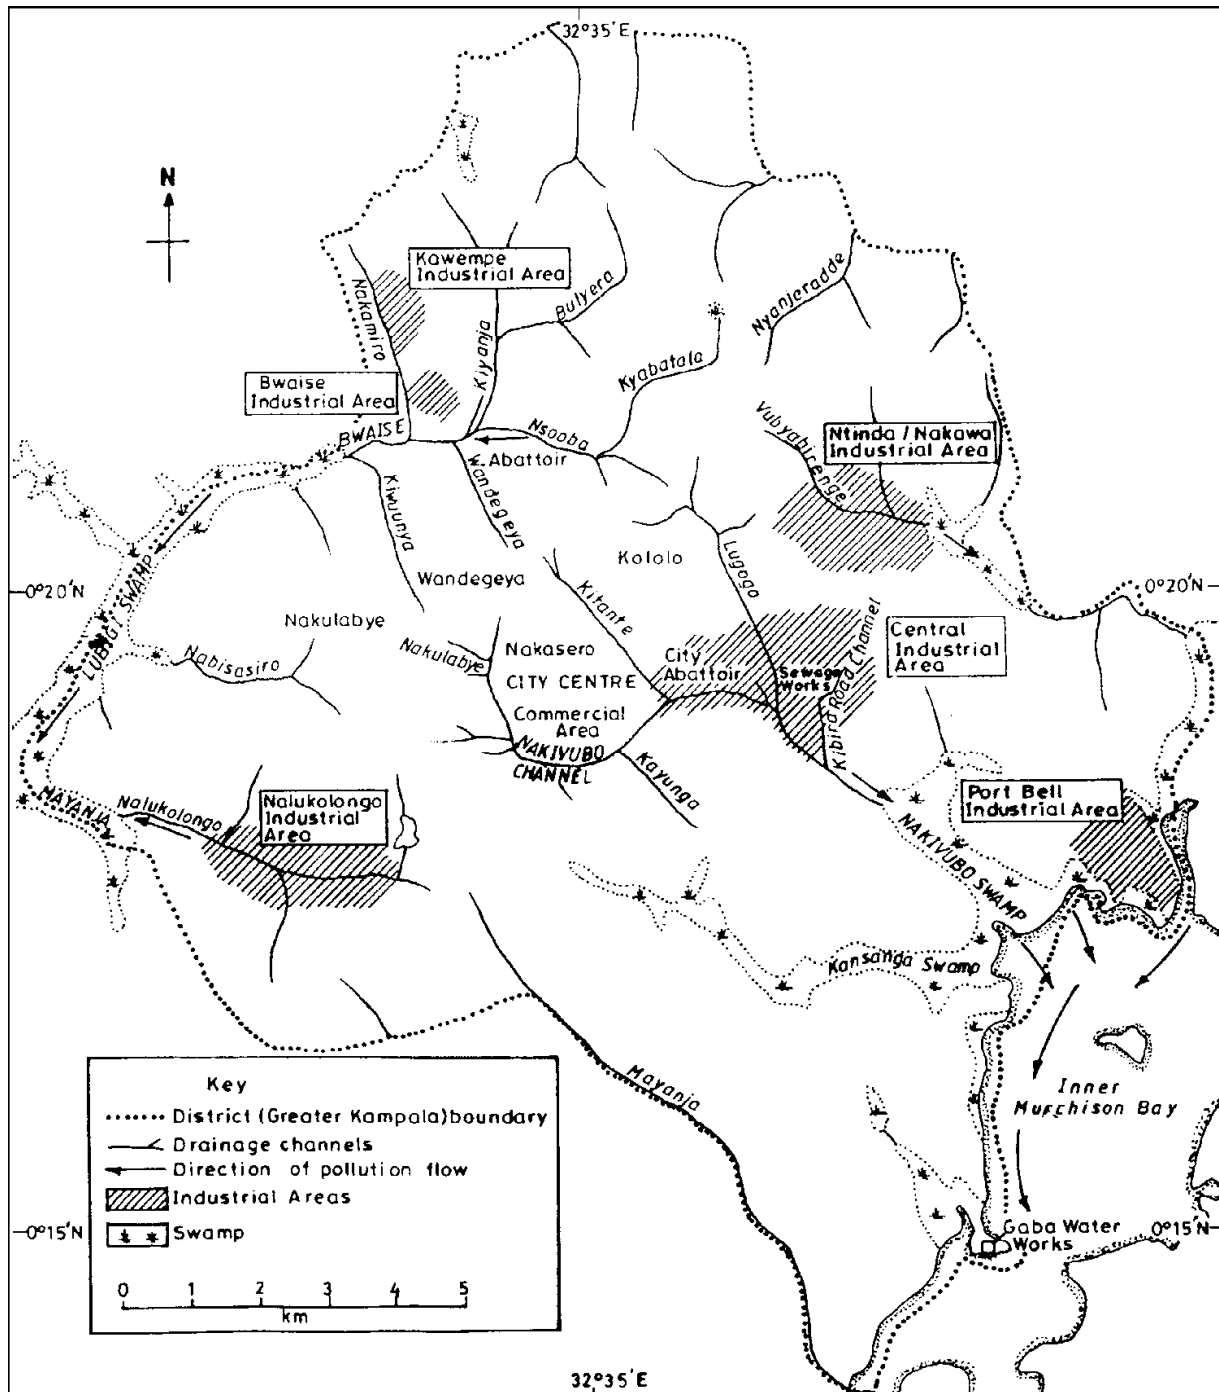 32°35'E
N
Kawempe
Industrial Area
Nakamiro
Kiyanja
Bulyera
Nyanjeradde
Kyabatala
Bwaise
Industrial Area
BWAISE
Nsooba
Abattoir
Vubyabirenge
Ntinda / Nakawa
Industrial Area
Kiwuunya
Wandegeya
Lugogo
Kololo
Wandegeya
Kitante
0°20'N
0°20'N
LUBIGI SWAMP
Nakulabye
Nabisasiro
Nakulabye
Nakasero
CITY CENTRE
Commercial
Area
NAKIVUBO
CHANNEL
City
Abattoir
Sewage
Works
Kibira Road Channel
Central
Industrial
Area
Kayunga
MAYANJA
Nalukolongo
Nalukolongo
Industrial
Area
Port Bell
Industrial Area
NAKIVUBO SWAMP
Kansanga Swamp
Mayanja
Inner
Murchison Bay
Gaba Water
Works
0°15'N
0°15'N
Key
District (Greater Kampala) boundary
Drainage channels
Direction of pollution flow
Industrial Areas
Swamp
0 1 2 3 4 5
km
32°35'E